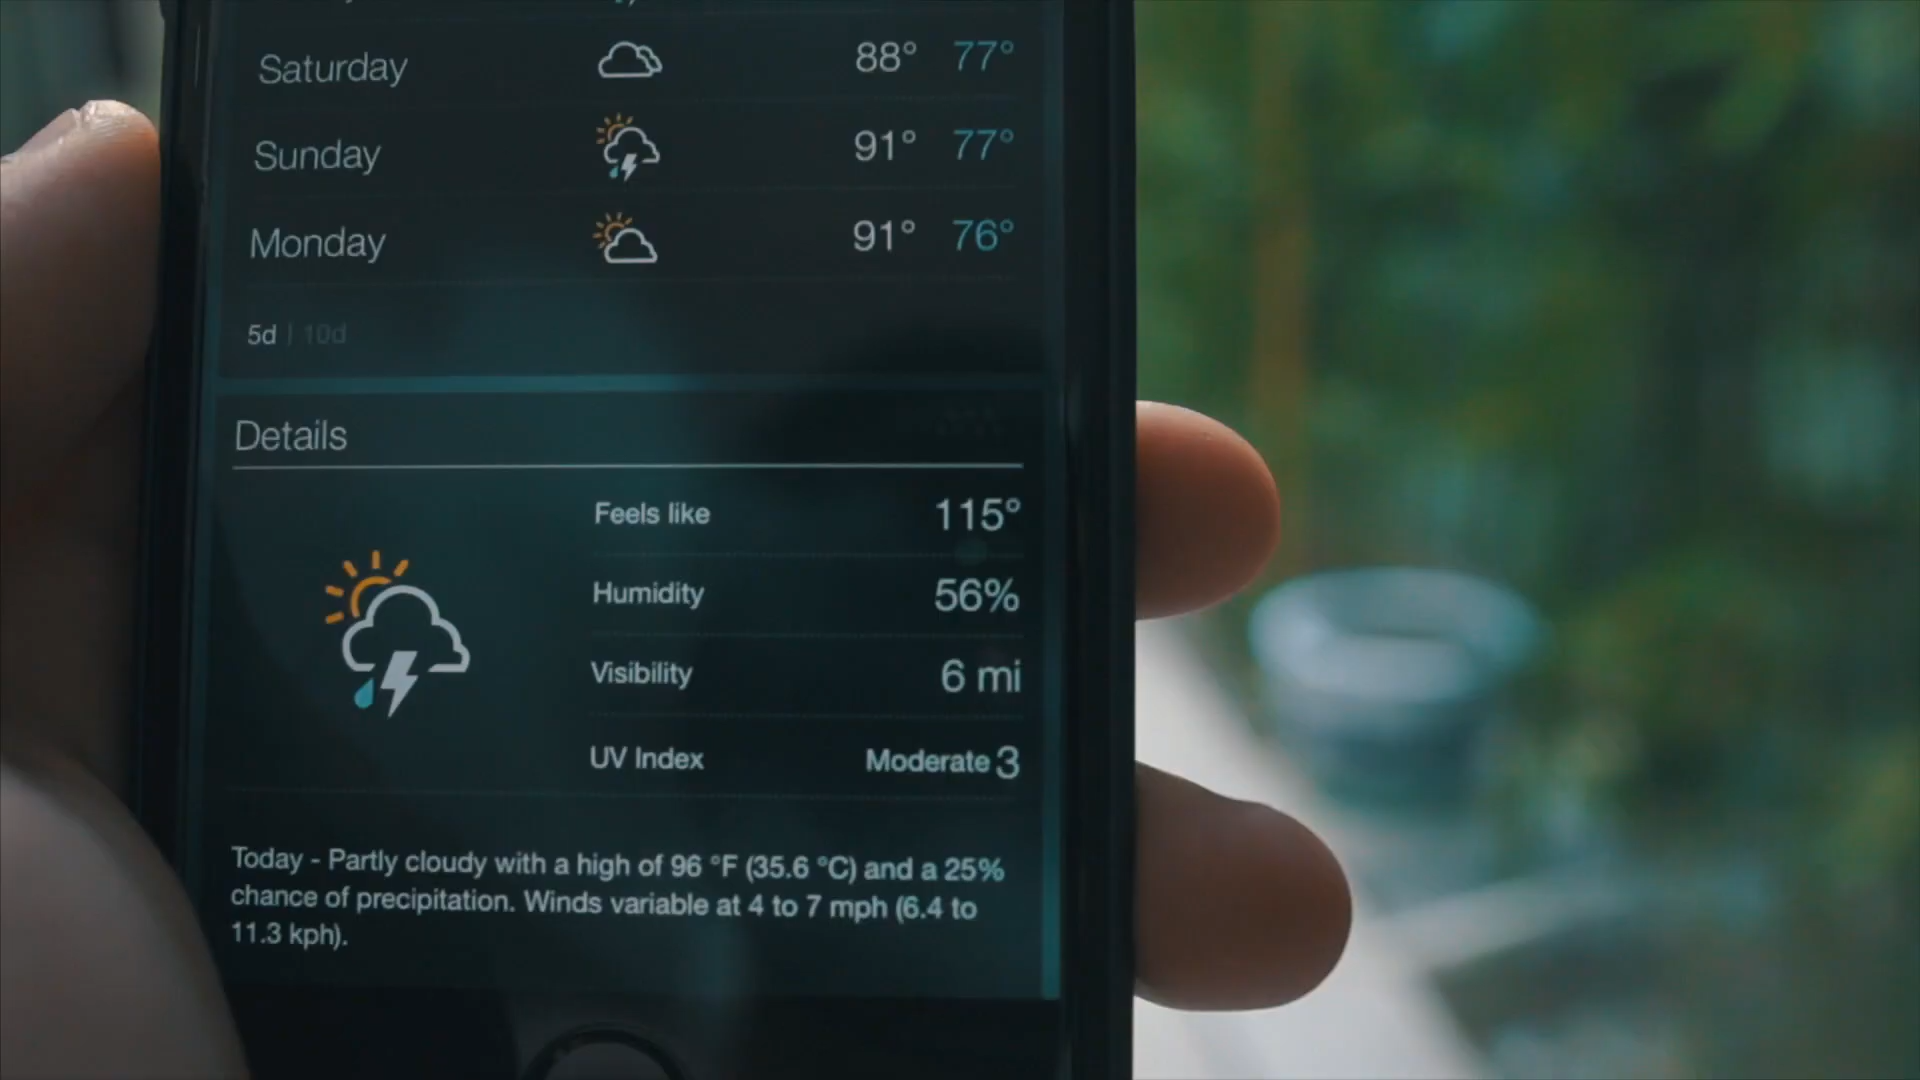 Saturday 88° 77°
Sunday 91° 77°
Monday 91° 76°
5d | 10d
Details
Feels like 115°
Humidity 56%
Visibility 6 mi
UV Index Moderate 3
Today - Partly cloudy with a high of 96 °F (35.6 °C) and a 25%
chance of precipitation. Winds variable at 4 to 7 mph (6.4 to
11.3 kph).